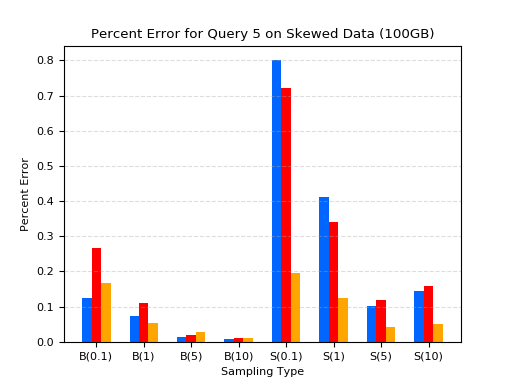 Percent Error for Query 5 on Skewed Data (100GB)
0.8
0.7
0.6
0.5
0.4
0.3
0.2
0.1
0.0
Percent Error
B(0.1) B(1) B(5) B(10) S(0.1) S(1) S(5) S(10)
Sampling Type